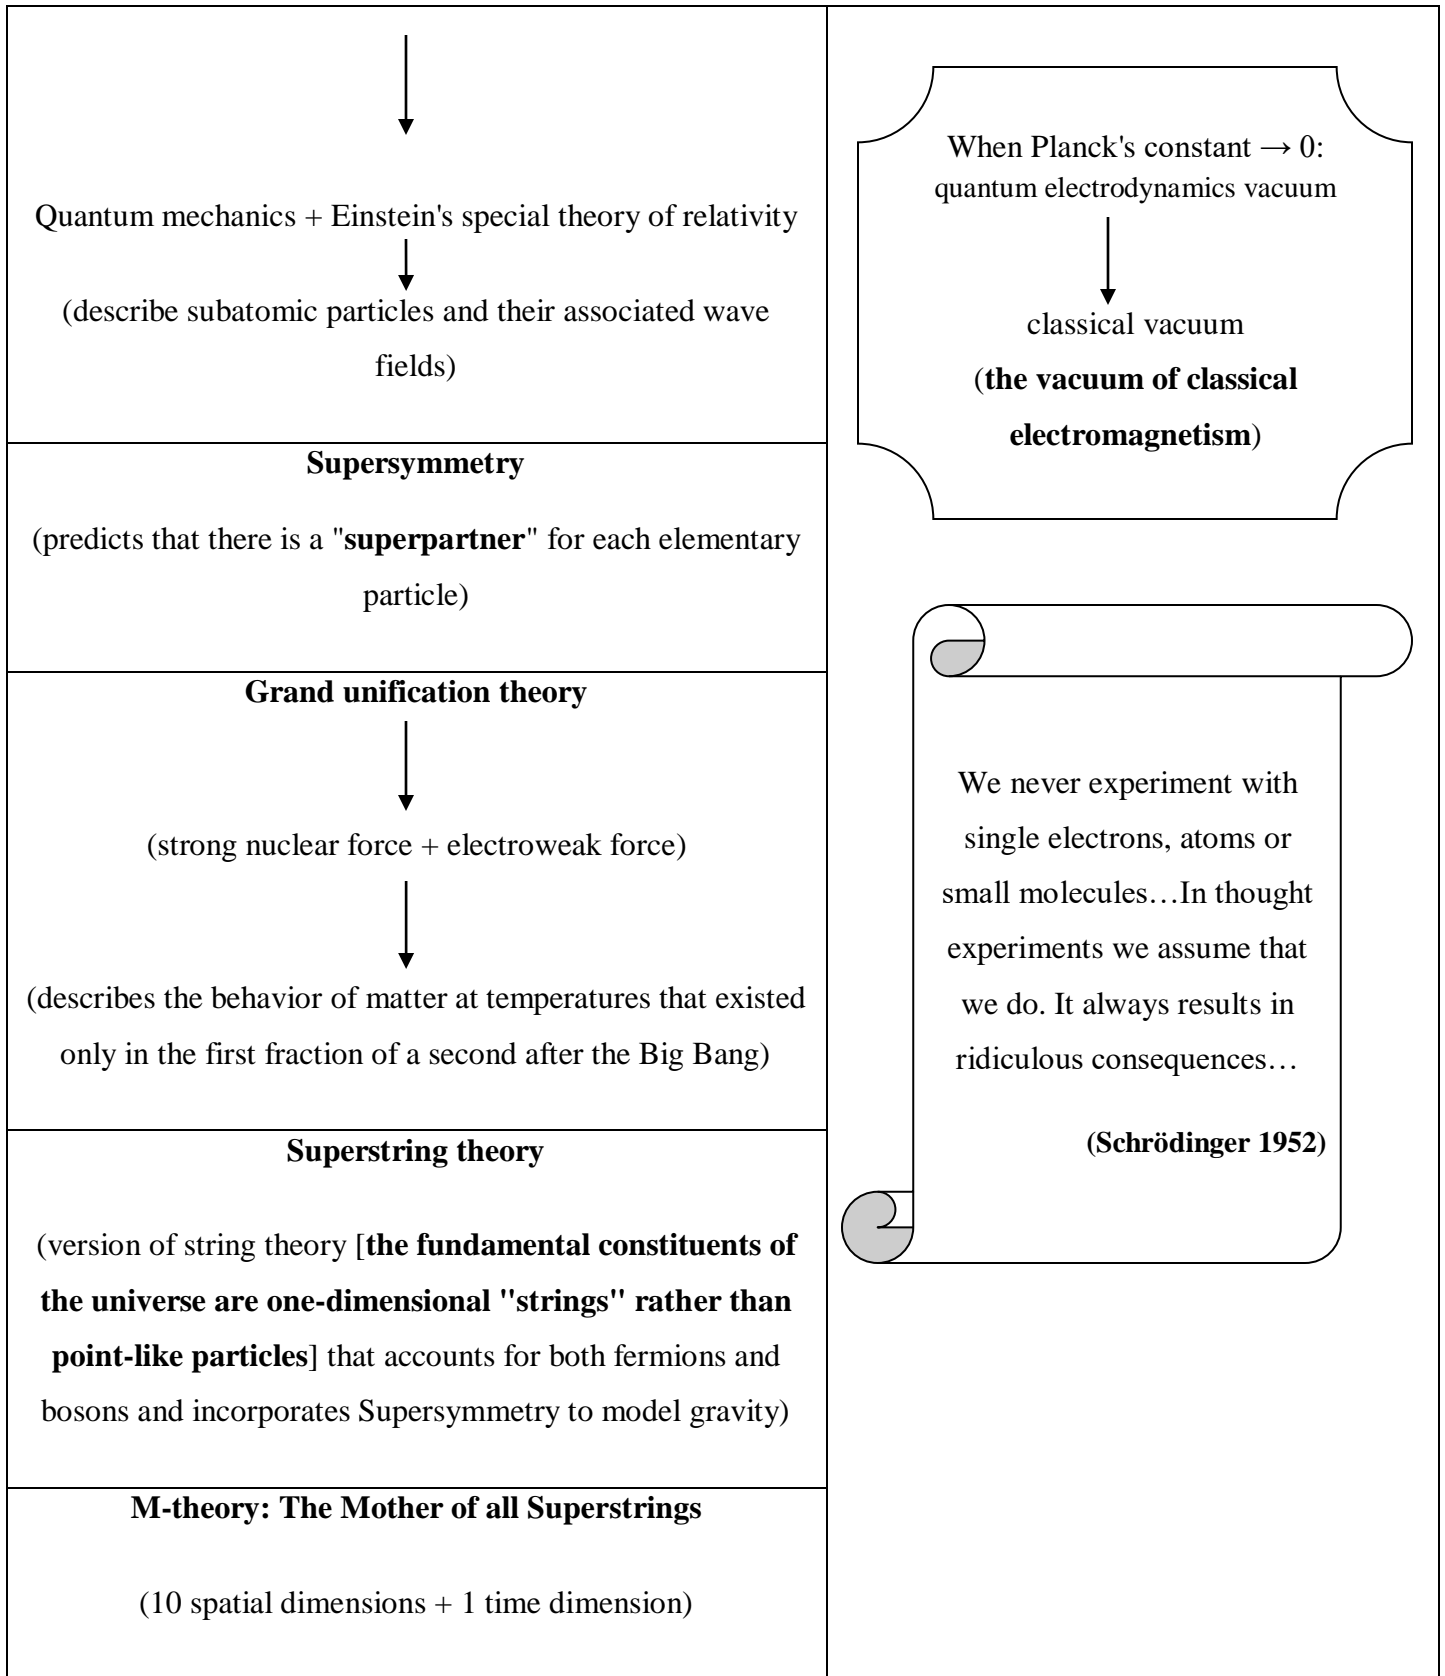 Quantum mechanics + Einstein's special theory of relativity
(describe subatomic particles and their associated wave
fields)
Supersymmetry
(predicts that there is a "superpartner" for each elementary
particle)
Grand unification theory
(strong nuclear force + electroweak force)
(describes the behavior of matter at temperatures that existed
only in the first fraction of a second after the Big Bang)
Superstring theory
(version of string theory [the fundamental constituents of
the universe are one-dimensional "strings" rather than
point-like particles] that accounts for both fermions and
bosons and incorporates Supersymmetry to model gravity)
M-theory: The Mother of all Superstrings
(10 spatial dimensions + 1 time dimension)
When Planck's constant → 0:
quantum electrodynamics vacuum
classical vacuum
(the vacuum of classical
electromagnetism)
We never experiment with
single electrons, atoms or
small molecules…In thought
experiments we assume that
we do. It always results in
ridiculous consequences…
(Schrödinger 1952)